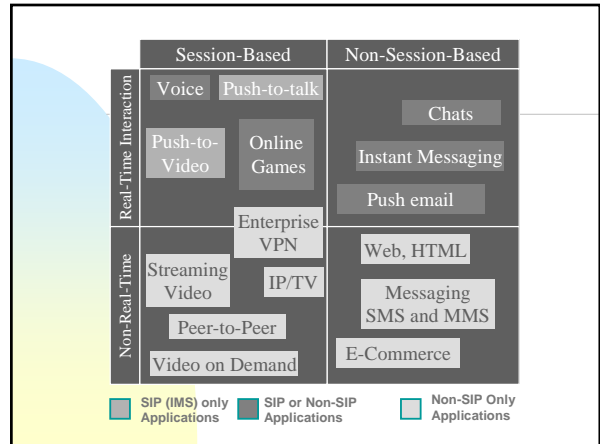 Session-Based
Non-Session-Based
Real-Time Interaction
Voice
Push-to-talk
Push-to-
Video
Online
Games
Chats
Instant Messaging
Push email
Enterprise
VPN
Non-Real-Time
Streaming
Video
IP/TV
Peer-to-Peer
Video on Demand
Web, HTML
Messaging
SMS and MMS
E-Commerce
SIP (IMS) only
Applications
SIP or Non-SIP
Applications
Non-SIP Only
Applications